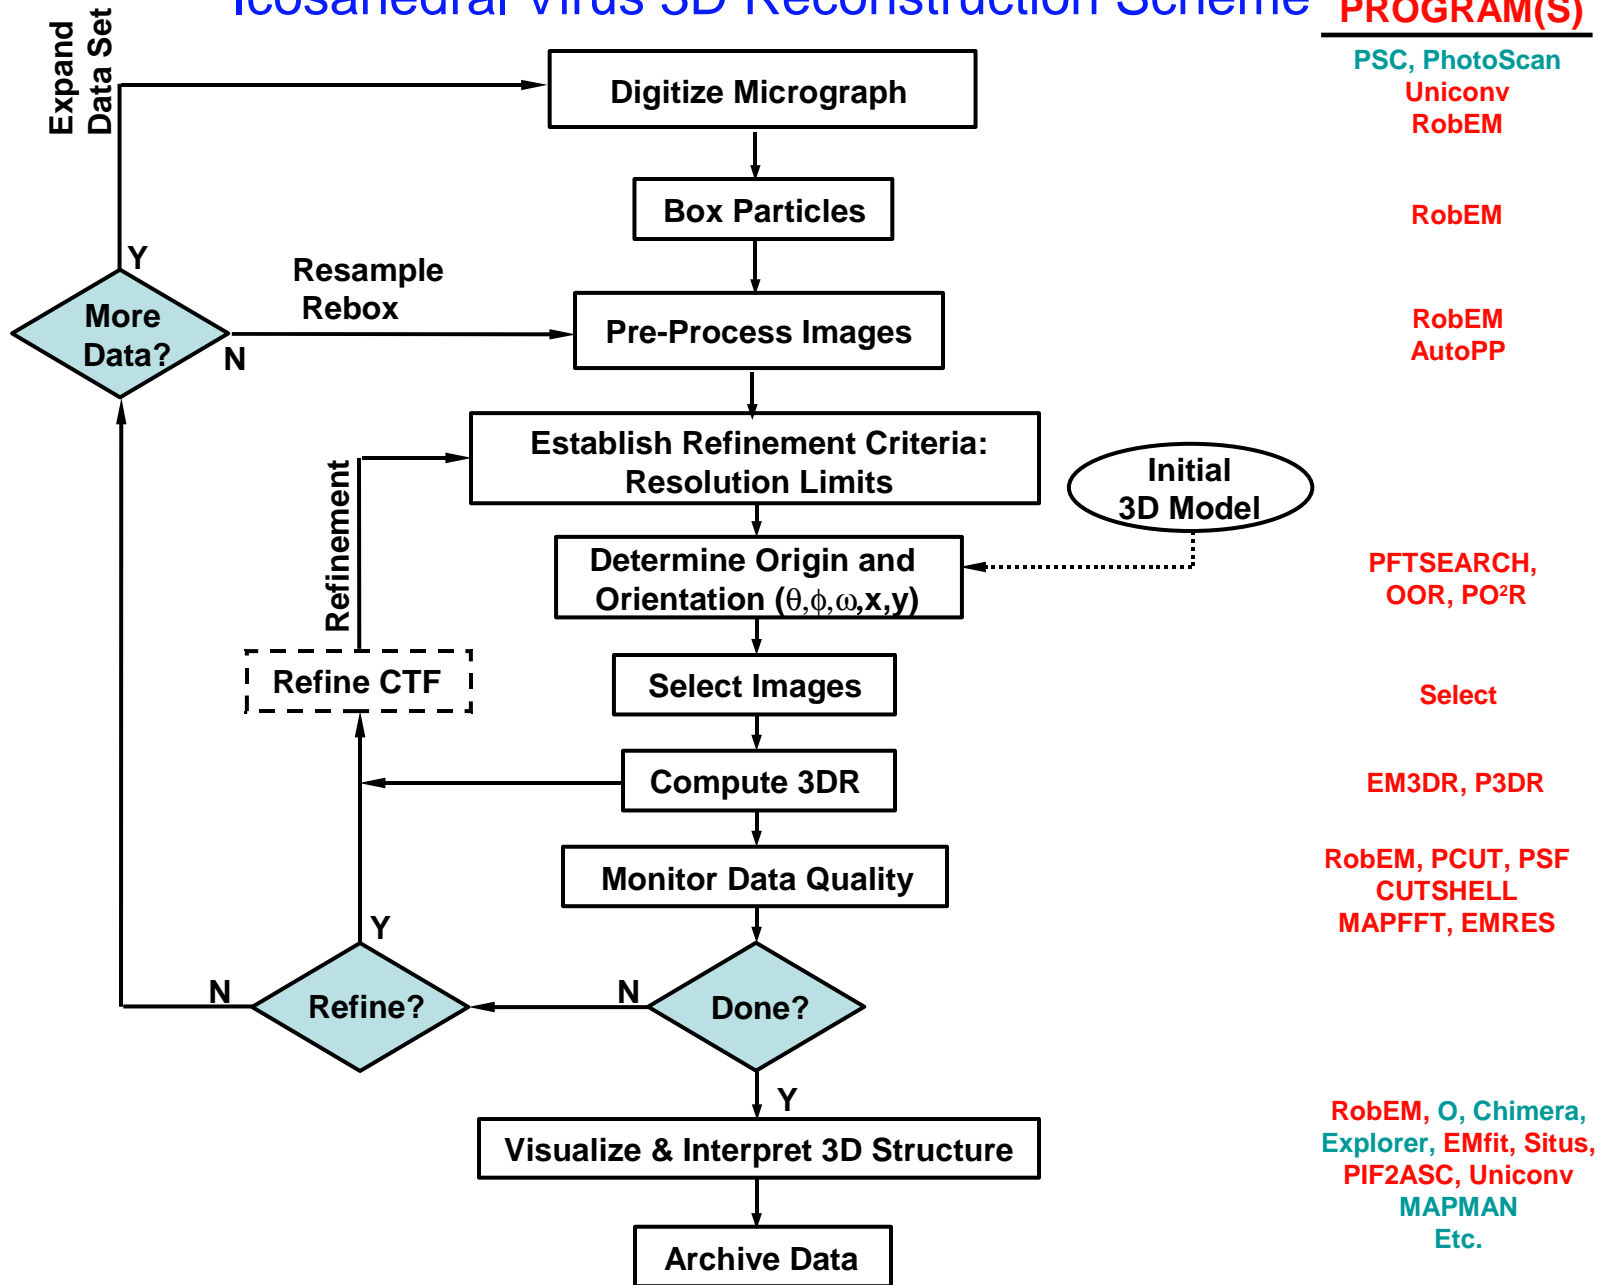 Icosahedral Virus 3D Reconstruction Scheme
PROGRAM(S)
Expand
Data Set
Digitize Micrograph
PSC, PhotoScan
Uniconv
RobEM
Box Particles
RobEM
Y
More
Data?
N
Resample
Rebox
Pre-Process Images
RobEM
AutoPP
Establish Refinement Criteria:
Resolution Limits
Initial
3D Model
Refinement
Determine Origin and
Orientation (θ,ϕ,ω,x,y)
PFTSEARCH,
OOR, PO²R
Refine CTF
Select Images
Select
Compute 3DR
EM3DR, P3DR
Monitor Data Quality
RobEM, PCUT, PSF
CUTSHELL
MAPFFT, EMRES
Y
N
Refine?
N
Done?
Y
Visualize & Interpret 3D Structure
RobEM, O, Chimera,
Explorer, EMfit, Situs,
PIF2ASC, Uniconv
MAPMAN
Etc.
Archive Data